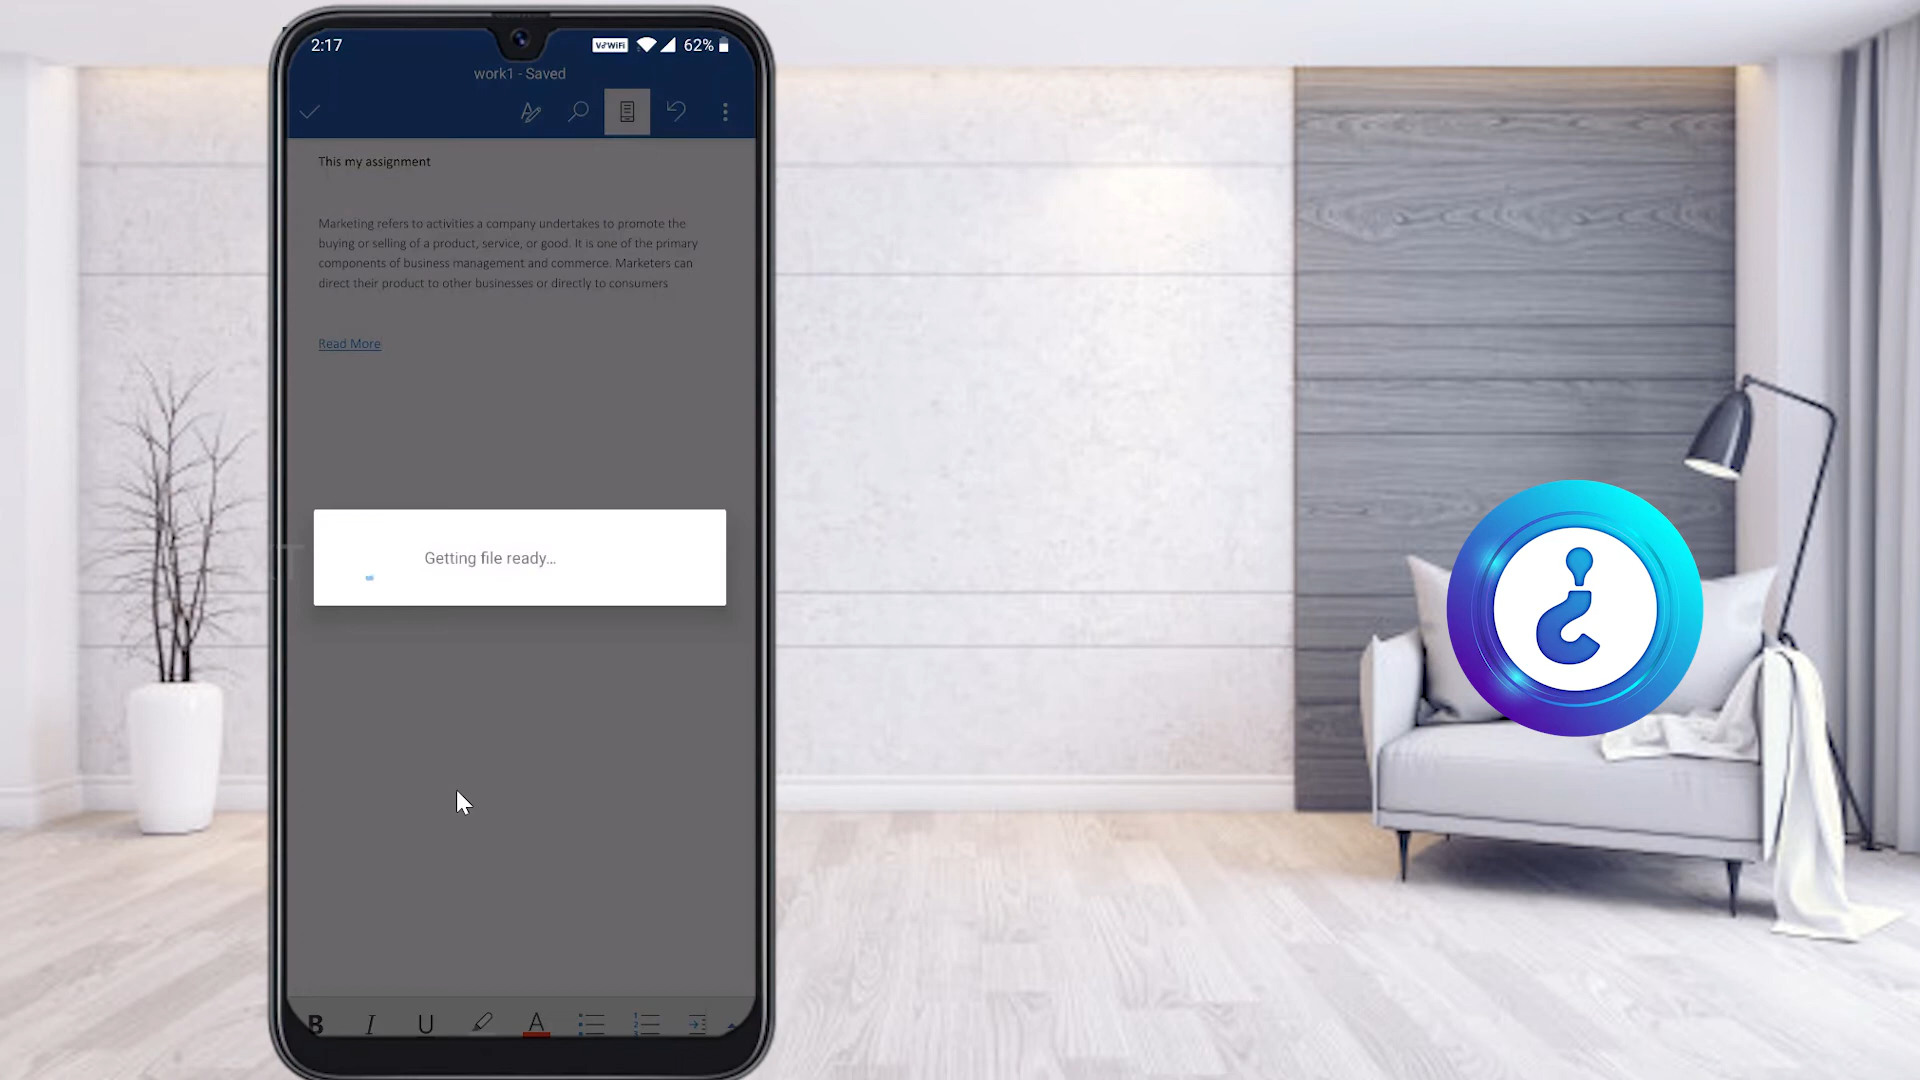 2:17
VoWiFi
62%
work1 - Saved
This my assignment
Marketing refers to activities a company undertakes to promote the
buying or selling of a product, service, or good. It is one of the primary
components of business management and commerce. Marketers can
direct their product to other businesses or directly to consumers
Read More
Getting file ready...
B I U A